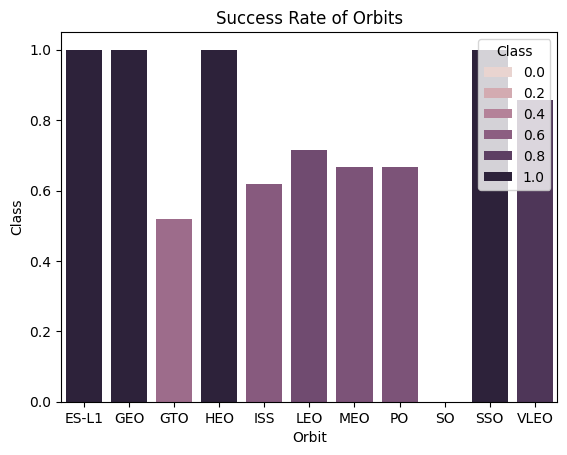 Success Rate of Orbits
Class
1.0
0.8
0.6
0.4
0.2
0.0
Class
0.0
0.2
0.4
0.6
0.8
1.0
ES-L1 GEO GTO HEO ISS LEO MEO PO SO SSO VLEO
Orbit